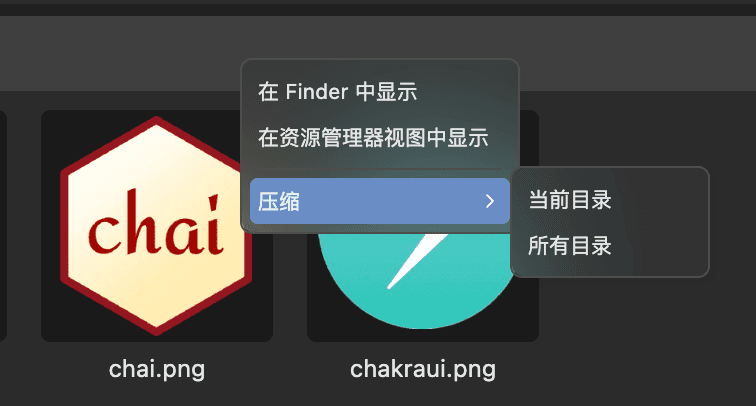 在 Finder 中显示
在资源管理器视图中显示
压缩
当前目录
所有目录
chai
chai.png
chakraui.png